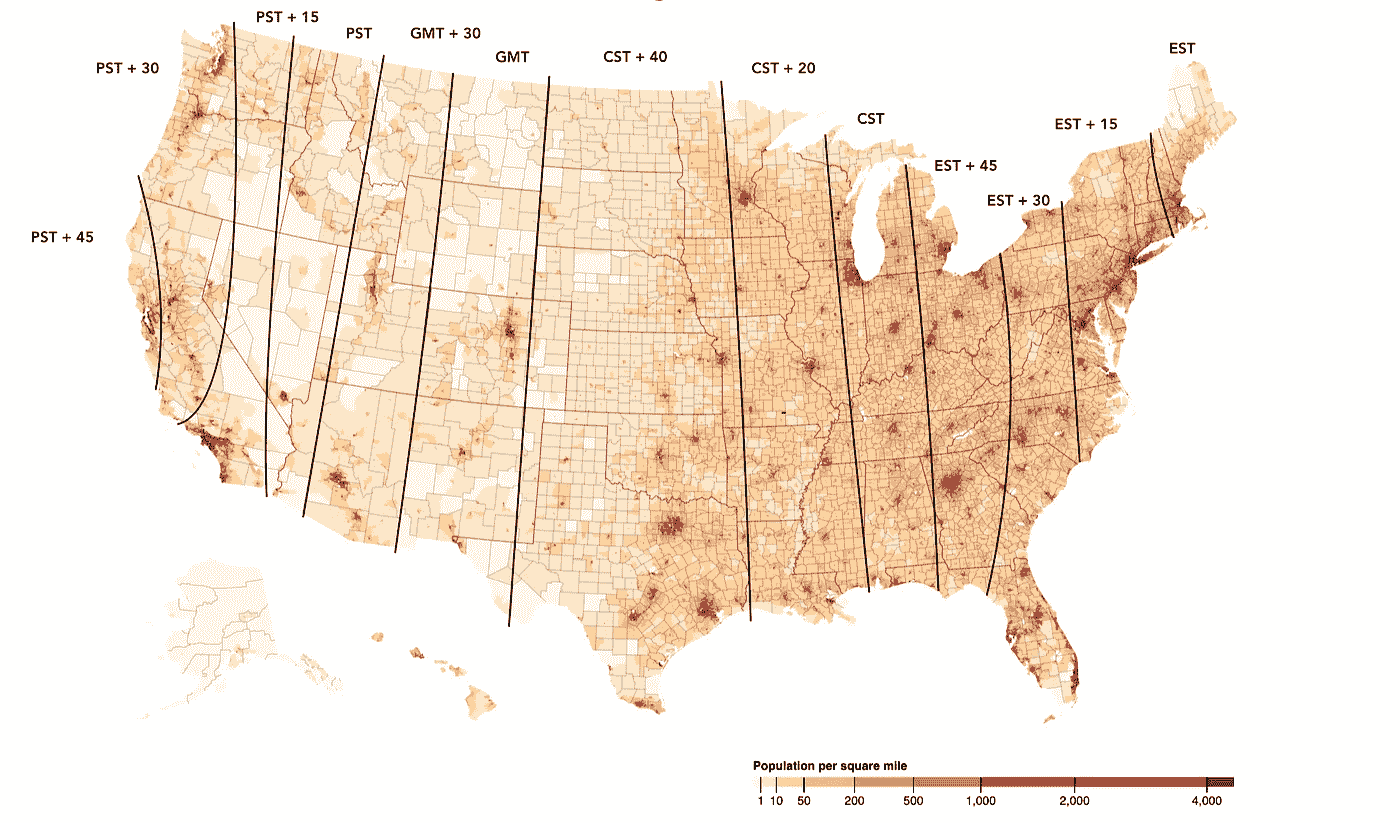 PST + 15
PST
GMT + 30
EST
GMT
CST + 40
PST + 30
CST + 20
CST
EST + 15
EST + 45
EST + 30
PST + 45
Population per square mile
1 10 50 200 500 1,000 2,000 4,000